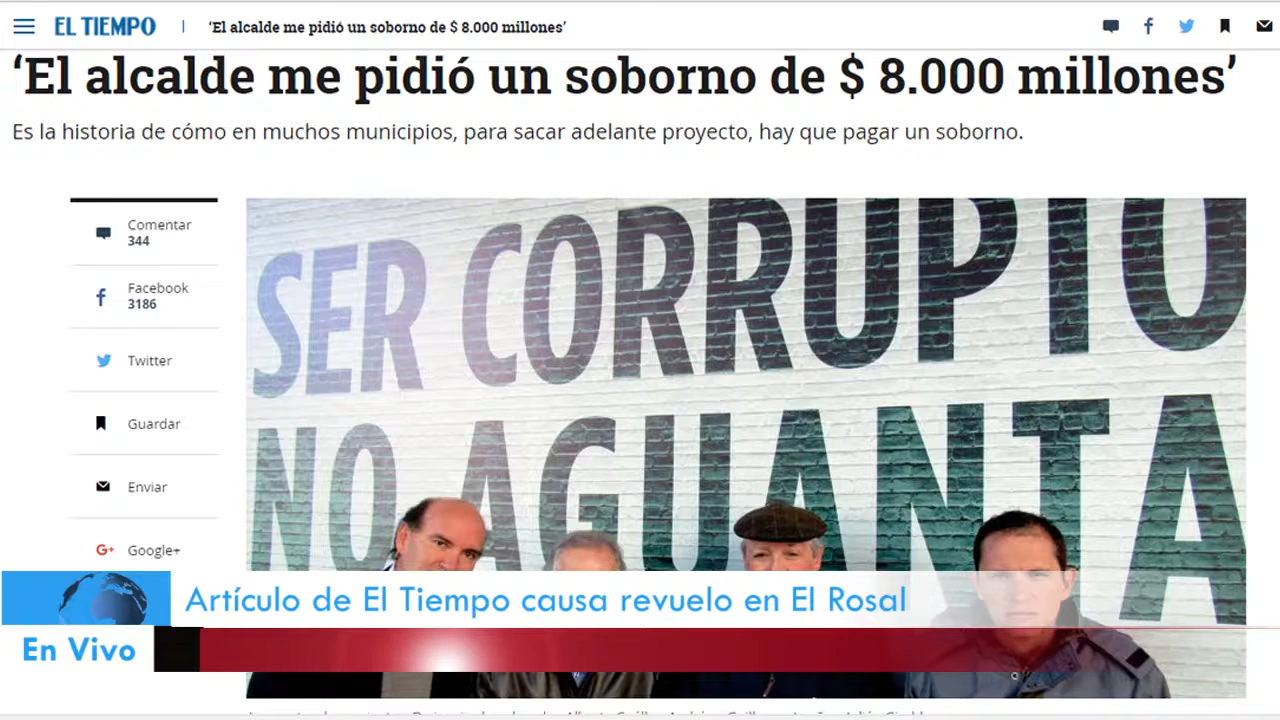 EL TIEMPO
‘El alcalde me pidió un soborno de $ 8.000 millones’
‘El alcalde me pidió un soborno de $ 8.000 millones’
Es la historia de cómo en muchos municipios, para sacar adelante proyecto, hay que pagar un soborno.
Comentar
344
Facebook
3186
Twitter
Guardar
Enviar
G+ Google+
SER CORRUPTO
NO AGUANTA
Artículo de El Tiempo causa revuelo en El Rosal
En Vivo